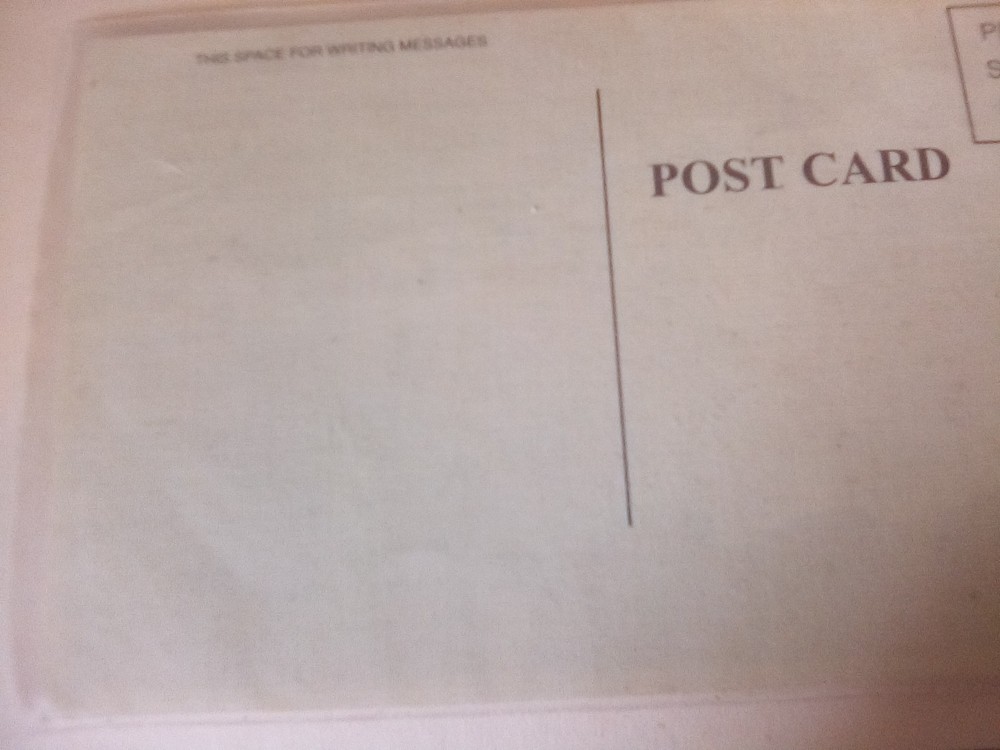 THIS SPACE FOR WRITING MESSAGES
POST CARD